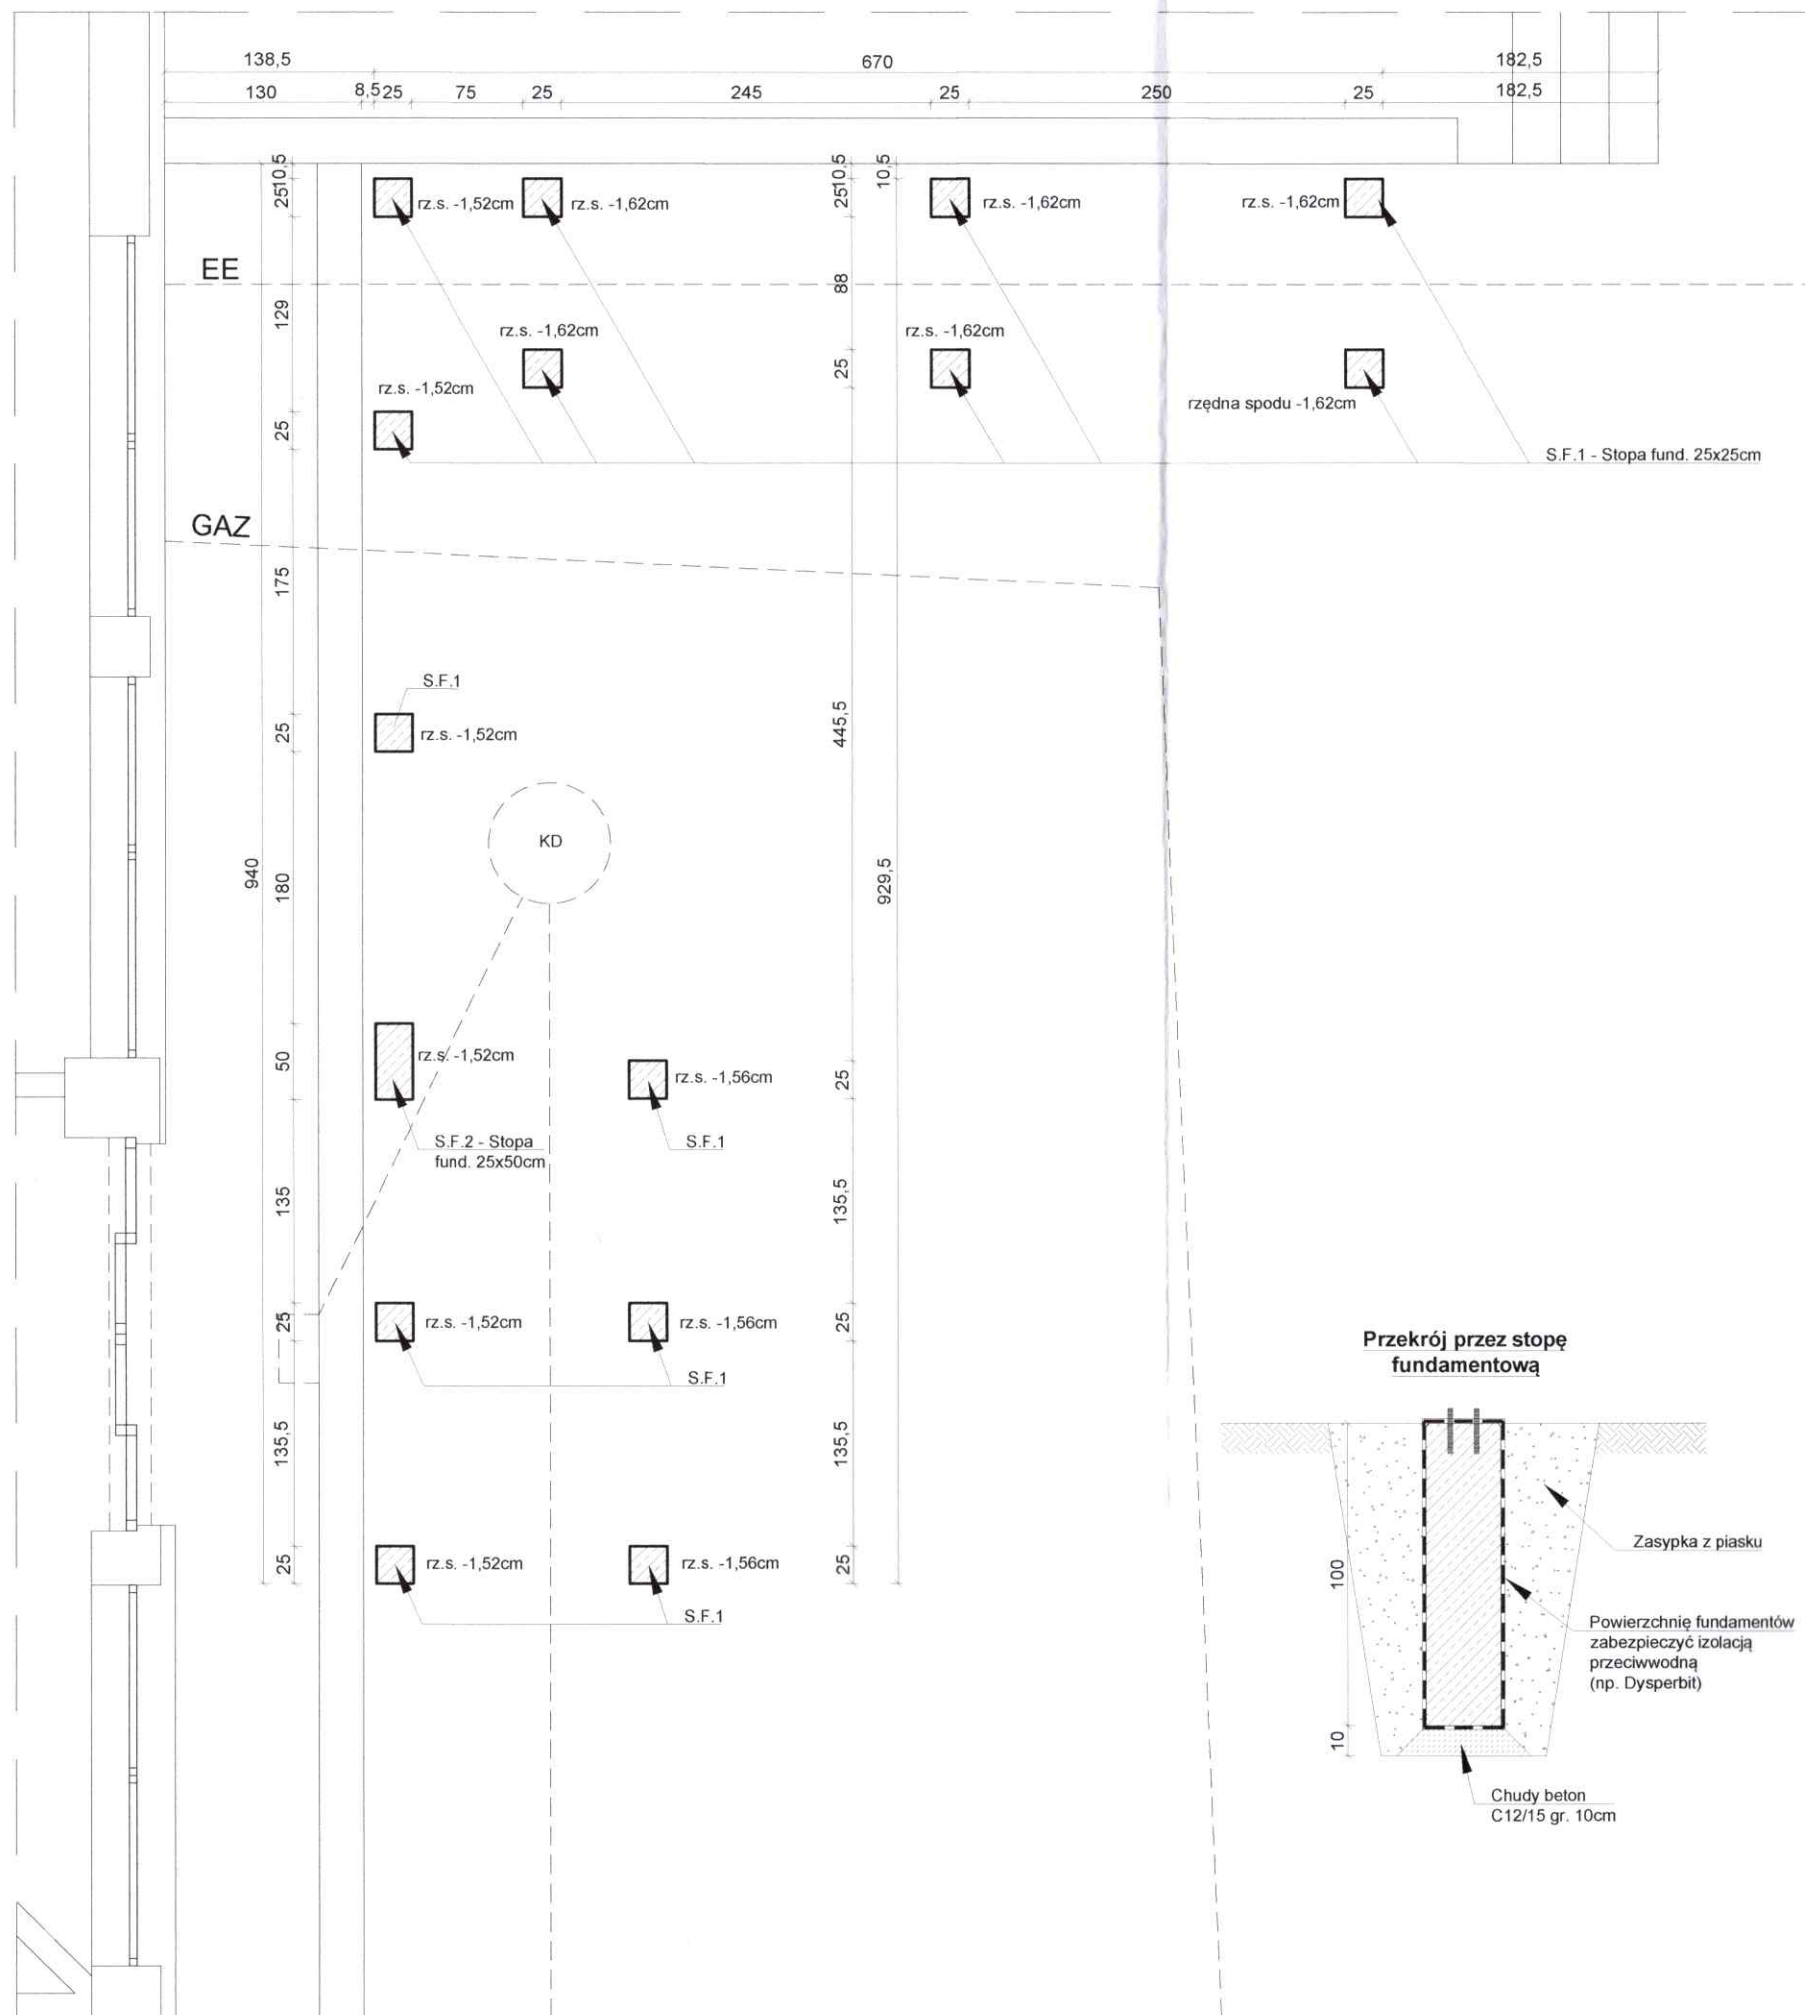 138,5 670 182,5
130 8,5 25 75 25 245 25 250 25 182,5
10,5 10,5 10,5
25 25
rz.s. -1,52cm rz.s. -1,62cm rz.s. -1,62cm rz.s. -1,62cm
EE
88
129
rz.s. -1,62cm rz.s. -1,62cm
25
rz.s. -1,52cm
rzędna spodu -1,62cm
25
S.F.1 - Stopa fund. 25x25cm
GAZ
175
S.F.1
25
rz.s. -1,52cm
445,5
KD
940
180
929,5
50
rz.s. -1,52cm
25
rz.s. -1,56cm
S.F.2 - Stopa
fund. 25x50cm
S.F.1
135
135,5
25
rz.s. -1,52cm
rz.s. -1,56cm
25
S.F.1
135,5
135,5
25
rz.s. -1,52cm
rz.s. -1,56cm
25
S.F.1
Przekrój przez stopę
fundamentową
100
10
Zasypka z piasku
Powierzchnię fundamentów
zabezpieczyć izolacją
przeciwwodną
(np. Dysperbit)
Chudy beton
C12/15 gr. 10cm